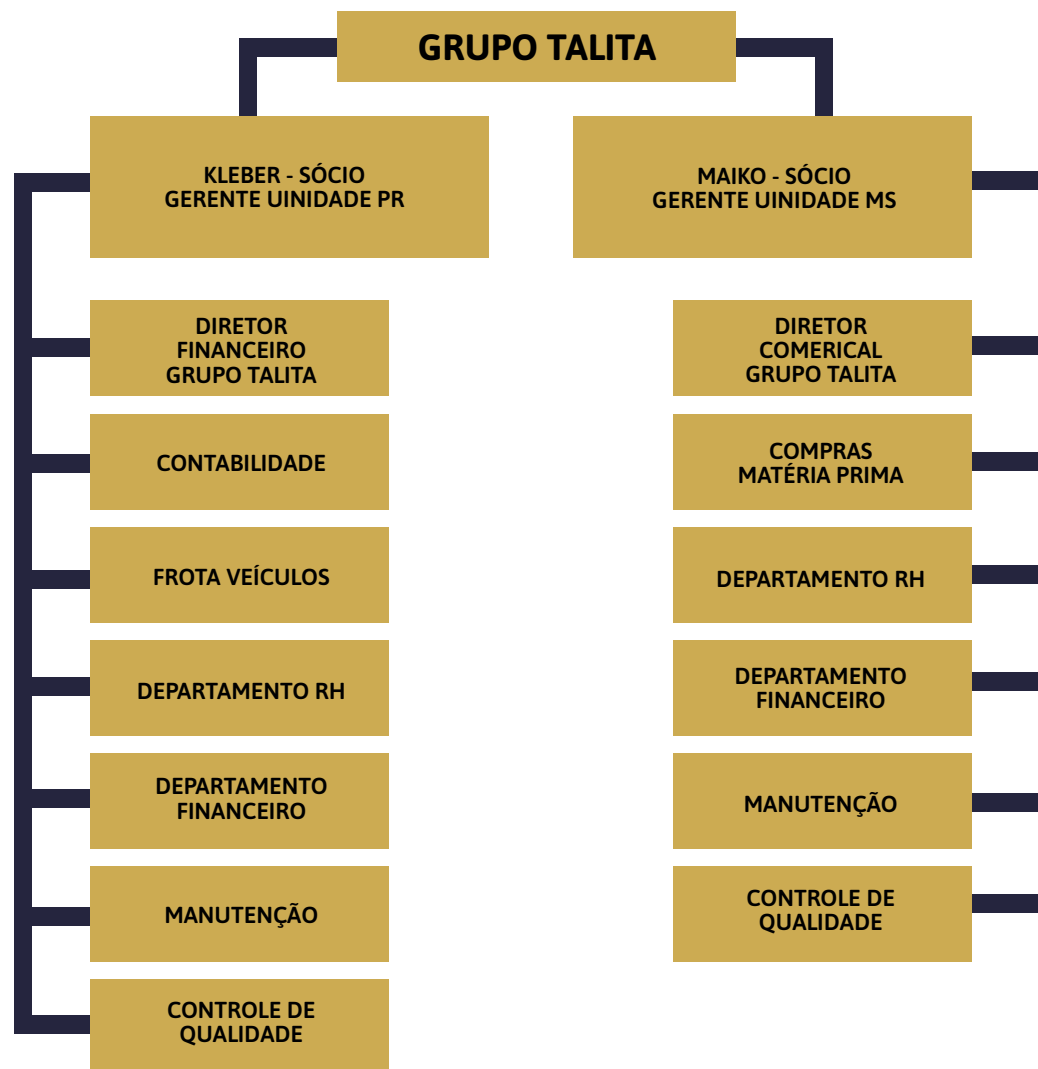 GRUPO TALITA
KLEBER - SÓCIO
GERENTE UINIDADE PR
MAIKO - SÓCIO
GERENTE UINIDADE MS
DIRETOR
FINANCEIRO
GRUPO TALITA
CONTABILIDADE
FROTA VEÍCULOS
DEPARTAMENTO RH
DEPARTAMENTO
FINANCEIRO
MANUTENÇÃO
CONTROLE DE
QUALIDADE
DIRETOR
COMERICAL
GRUPO TALITA
COMPRAS
MATÉRIA PRIMA
DEPARTAMENTO RH
DEPARTAMENTO
FINANCEIRO
MANUTENÇÃO
CONTROLE DE
QUALIDADE